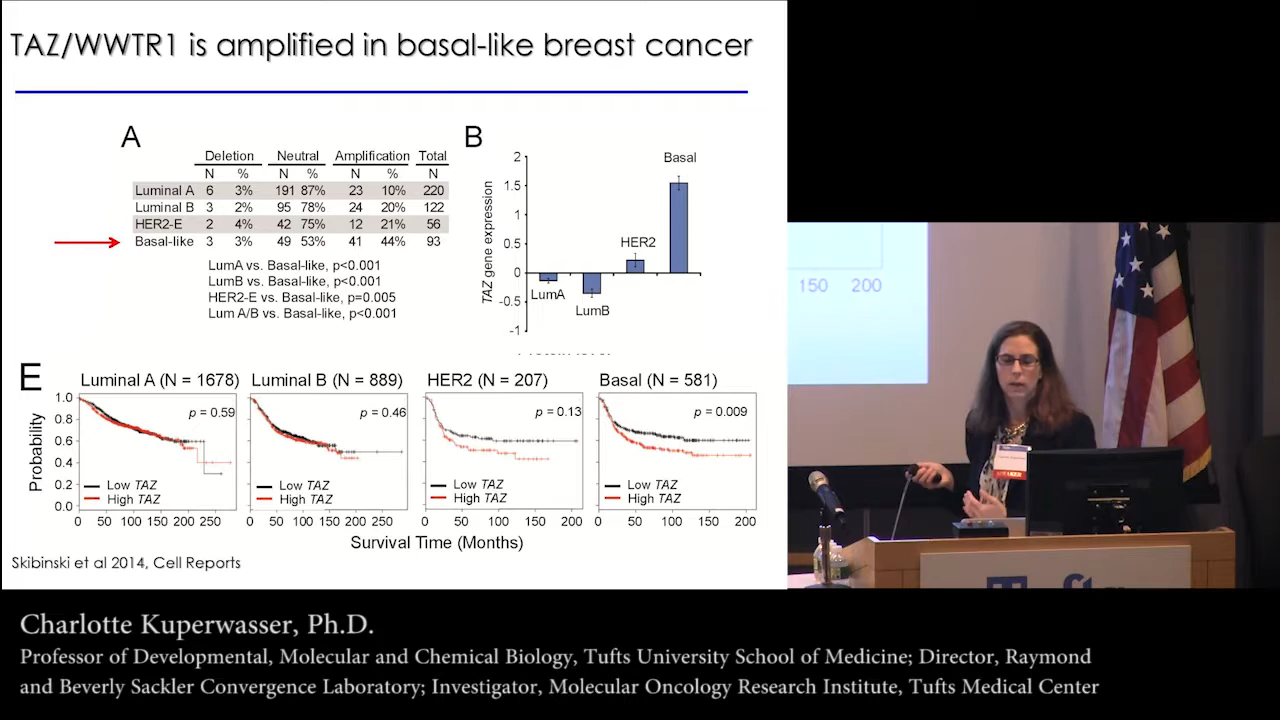 TAZ/WWTR1 is amplified in basal-like breast cancer
A
Deletion Neutral Amplification Total
N % N % N % N
Luminal A 6 3% 191 87% 23 10% 220
Luminal B 3 2% 95 78% 24 20% 122
HER2-E 2 4% 42 75% 12 21% 56
Basal-like 3 3% 49 53% 41 44% 93
LumA vs. Basal-like, p<0.001
LumB vs. Basal-like, p<0.001
HER2-E vs. Basal-like, p=0.005
Lum A/B vs. Basal-like, p<0.001
B
TAZ gene expression
2
1.5
1
0.5
0
-0.5
-1
LumA
LumB
HER2
Basal
E
Luminal A (N = 1678)
Luminal B (N = 889)
HER2 (N = 207)
Basal (N = 581)
Probability
1.0
0.8
0.6
0.4
0.2
0.0
p = 0.59
p = 0.46
p = 0.13
p = 0.009
Low TAZ
High TAZ
Low TAZ
High TAZ
Low TAZ
High TAZ
Low TAZ
High TAZ
0 50 100 150 200 250
0 50 100 150 200 250
0 50 100 150 200
0 50 100 150 200
Survival Time (Months)
Skibinski et al 2014, Cell Reports
150 200
SPEAKER
Charlotte Kuperwasser, Ph.D.
Professor of Developmental, Molecular and Chemical Biology, Tufts University School of Medicine; Director, Raymond
and Beverly Sackler Convergence Laboratory; Investigator, Molecular Oncology Research Institute, Tufts Medical Center